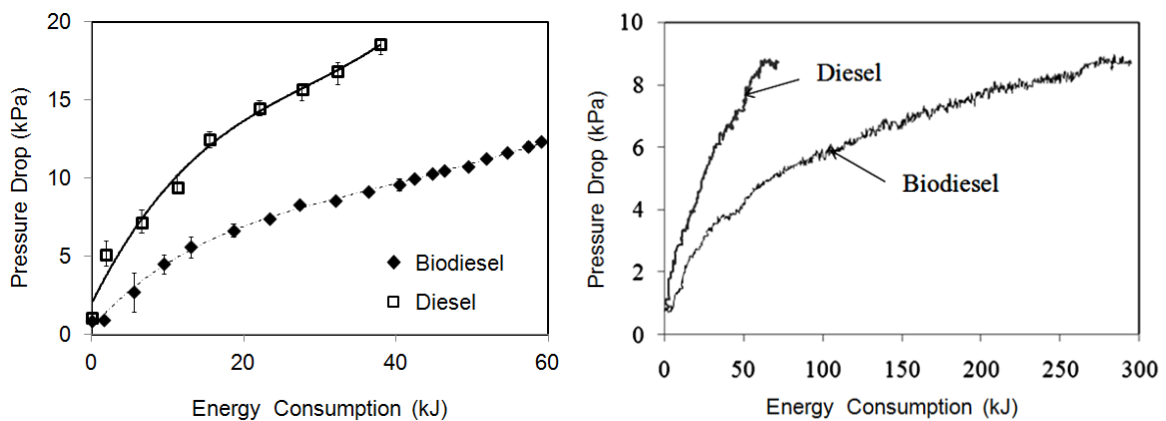 Pressure Drop (kPa)
20
15
10
5
0
Biodiesel
Diesel
0 20 40 60
Energy Consumption (kJ)
Pressure Drop (kPa)
10
8
6
4
2
0
Diesel
Biodiesel
0 50 100 150 200 250 300
Energy Consumption (kJ)